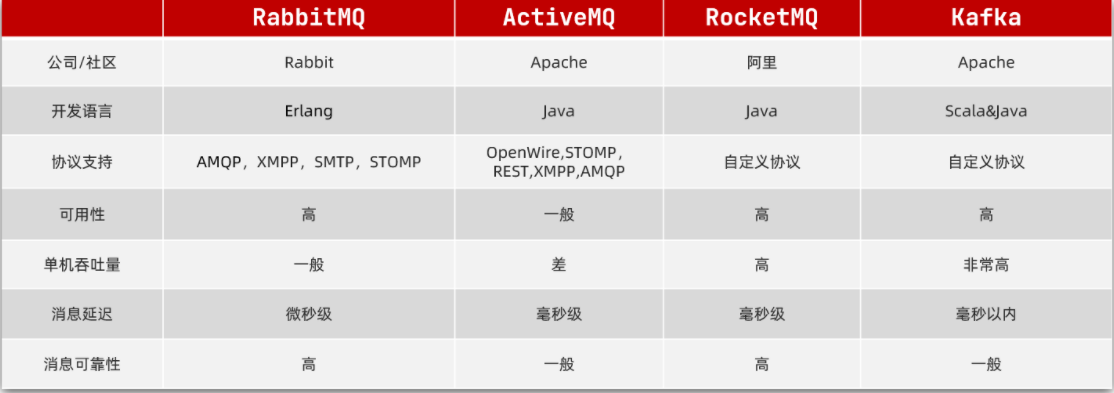 RabbitMQ ActiveMQ RocketMQ Kafka
公司/社区 Rabbit Apache 阿里 Apache
开发语言 Erlang Java Java Scala&Java
协议支持 AMQP，XMPP，SMTP，STOMP OpenWire,STOMP， 自定义协议 自定义协议
REST,XMPP,AMQP
可用性 高 一般 高 高
单机吞吐量 一般 差 高 非常高
消息延迟 微秒级 毫秒级 毫秒级 毫秒以内
消息可靠性 高 一般 高 一般